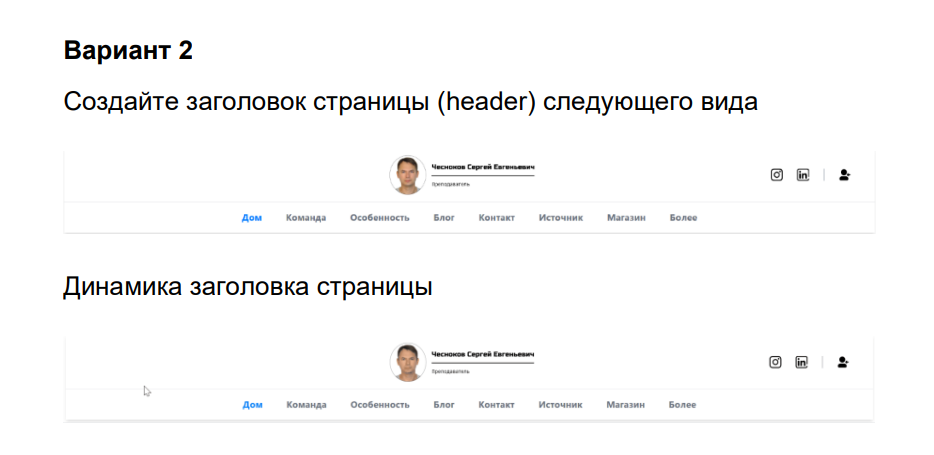 Вариант 2
Создайте заголовок страницы (header) следующего вида
Чесноков Сергей Евгеньевич
Преподаватель
Дом Команда Особенность Блог Контакт Источник Магазин Более
Динамика заголовка страницы
Чесноков Сергей Евгеньевич
Преподаватель
Дом Команда Особенность Блог Контакт Источник Магазин Более